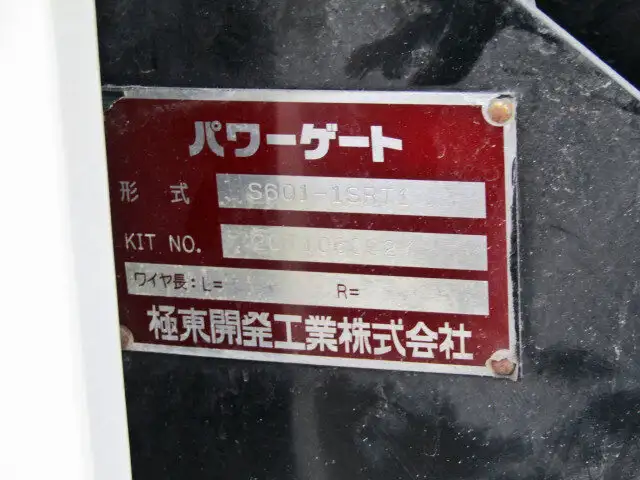 パワーゲート
形式 S601-1SRT1
KIT NO.
ワイヤ長:L= R=
極東開発工業株式会社